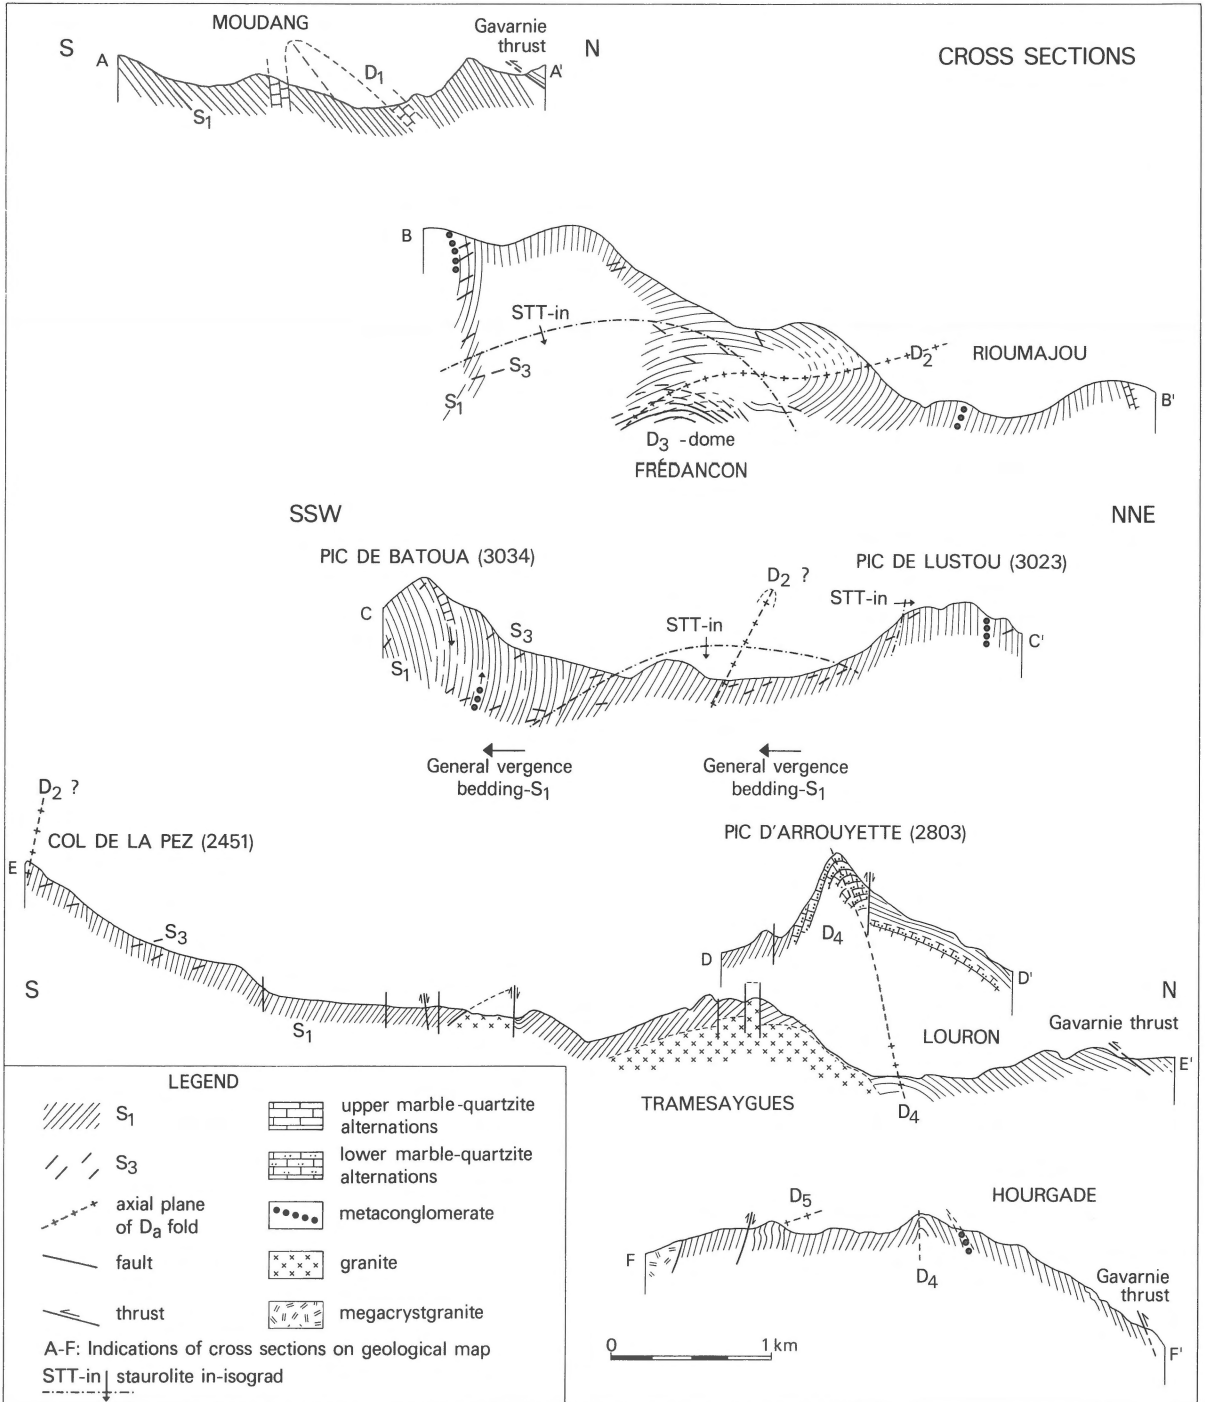 CROSS SECTIONS
MOUDANG
S
N
Gavarnie
thrust
A
A'
D1
S1
B
STT-in
S3
S1
D2
RIOUMAJOU
B'
D3 -dome
FRÉDANCON
SSW
NNE
PIC DE BATOUA (3034)
D2 ?
PIC DE LUSTOU (3023)
STT-in
STT-in
C
S3
S1
C'
General vergence
bedding-S1
General vergence
bedding-S1
D2 ?
COL DE LA PEZ (2451)
E
PIC D'ARROUYETTE (2803)
S3
D4
D
D'
S
N
S1
LOURON
Gavarnie thrust
E'
TRAMESAYGUES
D4
LEGEND
S1
upper marble-quartzite
alternations
S3
lower marble-quartzite
alternations
axial plane
of Da fold
metaconglomerate
fault
granite
thrust
megacrystgranite
A-F: Indications of cross sections on geological map
STT-in staurolite in-isograd
D5
HOURGADE
F
D4
Gavarnie
thrust
F'
0
1 km